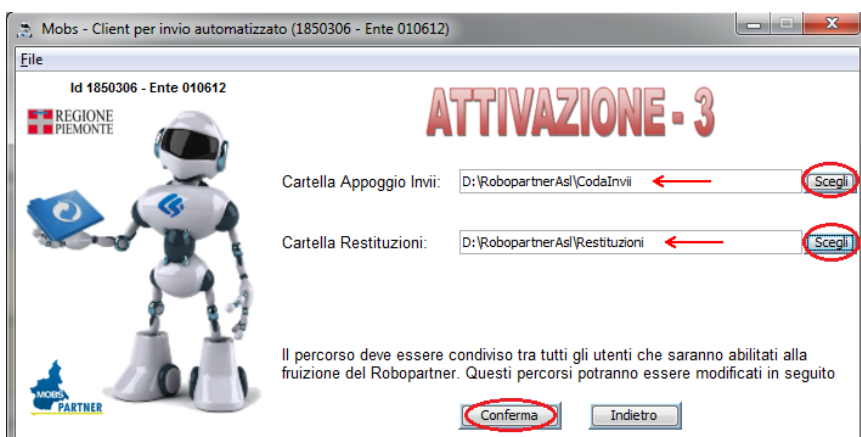 Mobs - Client per invio automatizzato (1850306 - Ente 010612)
File
Id 1850306 - Ente 010612
REGIONE
PIEMONTE
ATTIVAZIONE - 3
Cartella Appoggio Invii: D:\RobopartnerAsl\CodaInvii Scegli
Cartella Restituzioni: D:\RobopartnerAsl\Restituzioni Scegli
Il percorso deve essere condiviso tra tutti gli utenti che saranno abilitati alla
fruizione del Robopartner. Questi percorsi potranno essere modificati in seguito
MOBS
PARTNER
Conferma Indietro